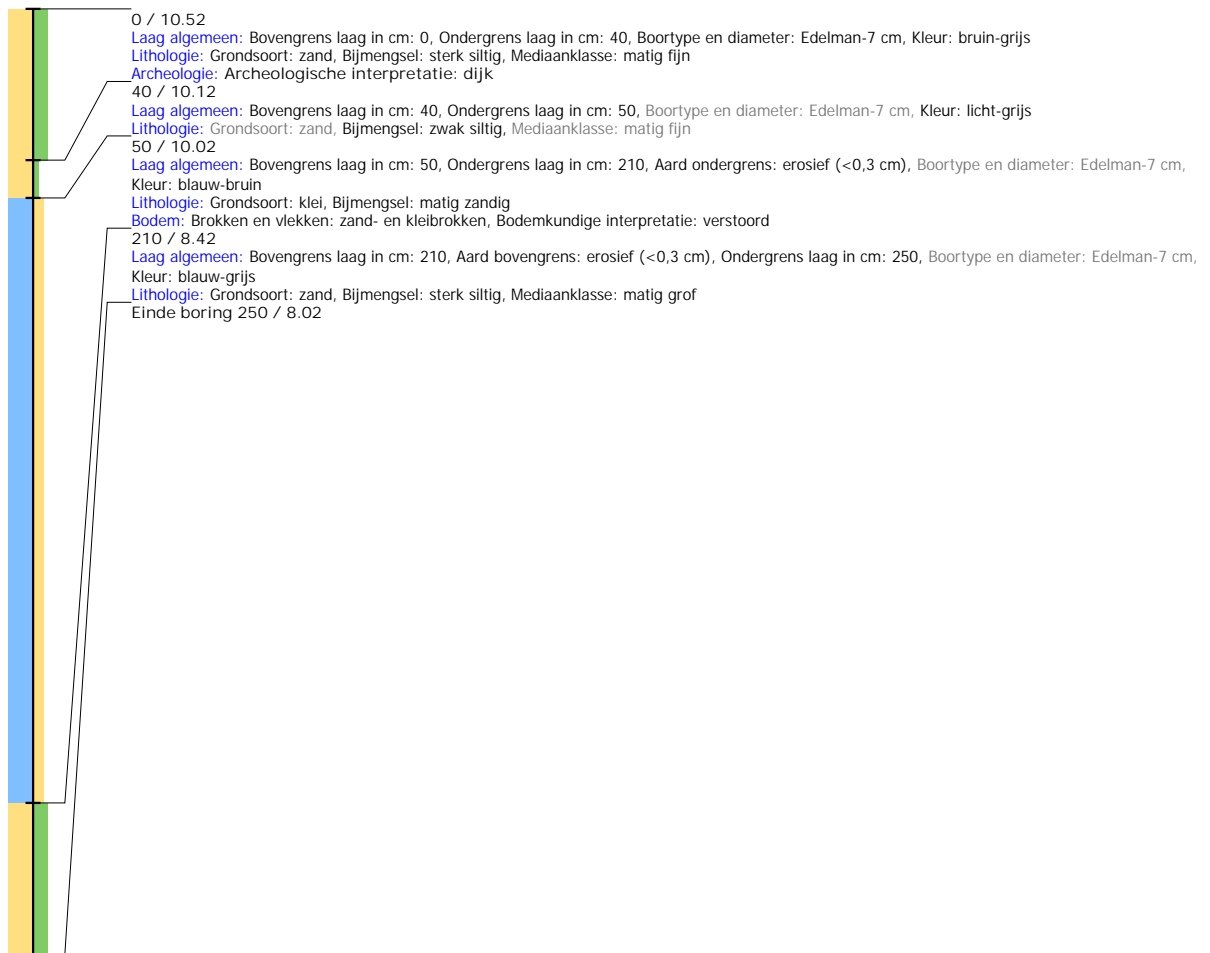 0 / 10.52
Laag algemeen: Bovengrens laag in cm: 0, Ondergrens laag in cm: 40, Boortype en diameter: Edelman-7 cm, Kleur: bruin-grijs
Lithologie: Grondsoort: zand, Bijmengsel: sterk siltig, Mediaanklasse: matig fijn
Archeologie: Archeologische interpretatie: dijk
40 / 10.12
Laag algemeen: Bovengrens laag in cm: 40, Ondergrens laag in cm: 50, Boortype en diameter: Edelman-7 cm, Kleur: licht-grijs
Lithologie: Grondsoort: zand, Bijmengsel: zwak siltig, Mediaanklasse: matig fijn
50 / 10.02
Laag algemeen: Bovengrens laag in cm: 50, Ondergrens laag in cm: 210, Aard ondergrens: erosief (<0,3 cm), Boortype en diameter: Edelman-7 cm,
Kleur: blauw-bruin
Lithologie: Grondsoort: klei, Bijmengsel: matig zandig
Bodem: Brokken en vlekken: zand- en kleibrokken, Bodemkundige interpretatie: verstoord
210 / 8.42
Laag algemeen: Bovengrens laag in cm: 210, Aard bovengrens: erosief (<0,3 cm), Ondergrens laag in cm: 250, Boortype en diameter: Edelman-7 cm,
Kleur: blauw-grijs
Lithologie: Grondsoort: zand, Bijmengsel: sterk siltig, Mediaanklasse: matig grof
Einde boring 250 / 8.02